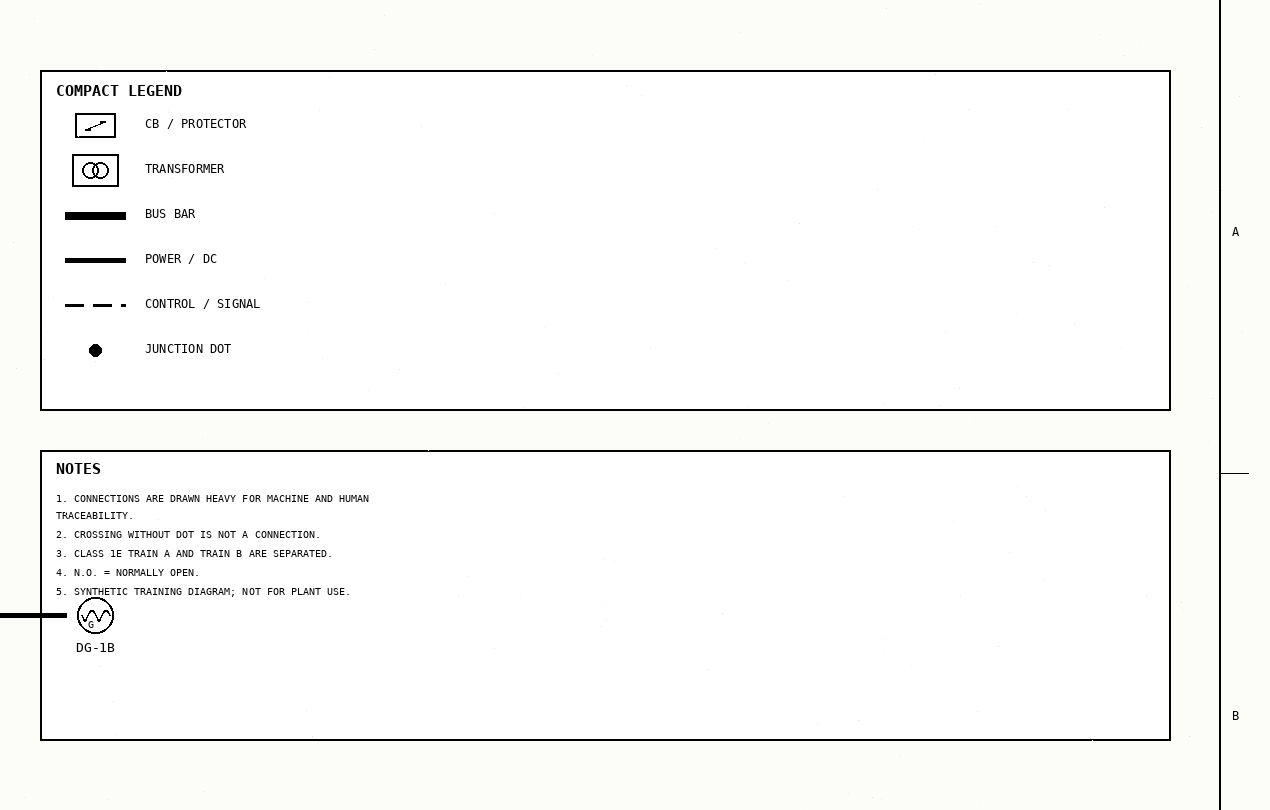 COMPACT LEGEND
CB / PROTECTOR
TRANSFORMER
BUS BAR
A
POWER / DC
CONTROL / SIGNAL
JUNCTION DOT
NOTES
1. CONNECTIONS ARE DRAWN HEAVY FOR MACHINE AND HUMAN
TRACEABILITY.
2. CROSSING WITHOUT DOT IS NOT A CONNECTION.
3. CLASS 1E TRAIN A AND TRAIN B ARE SEPARATED.
4. N.O. = NORMALLY OPEN.
5. SYNTHETIC TRAINING DIAGRAM; NOT FOR PLANT USE.
G
DG-1B
B